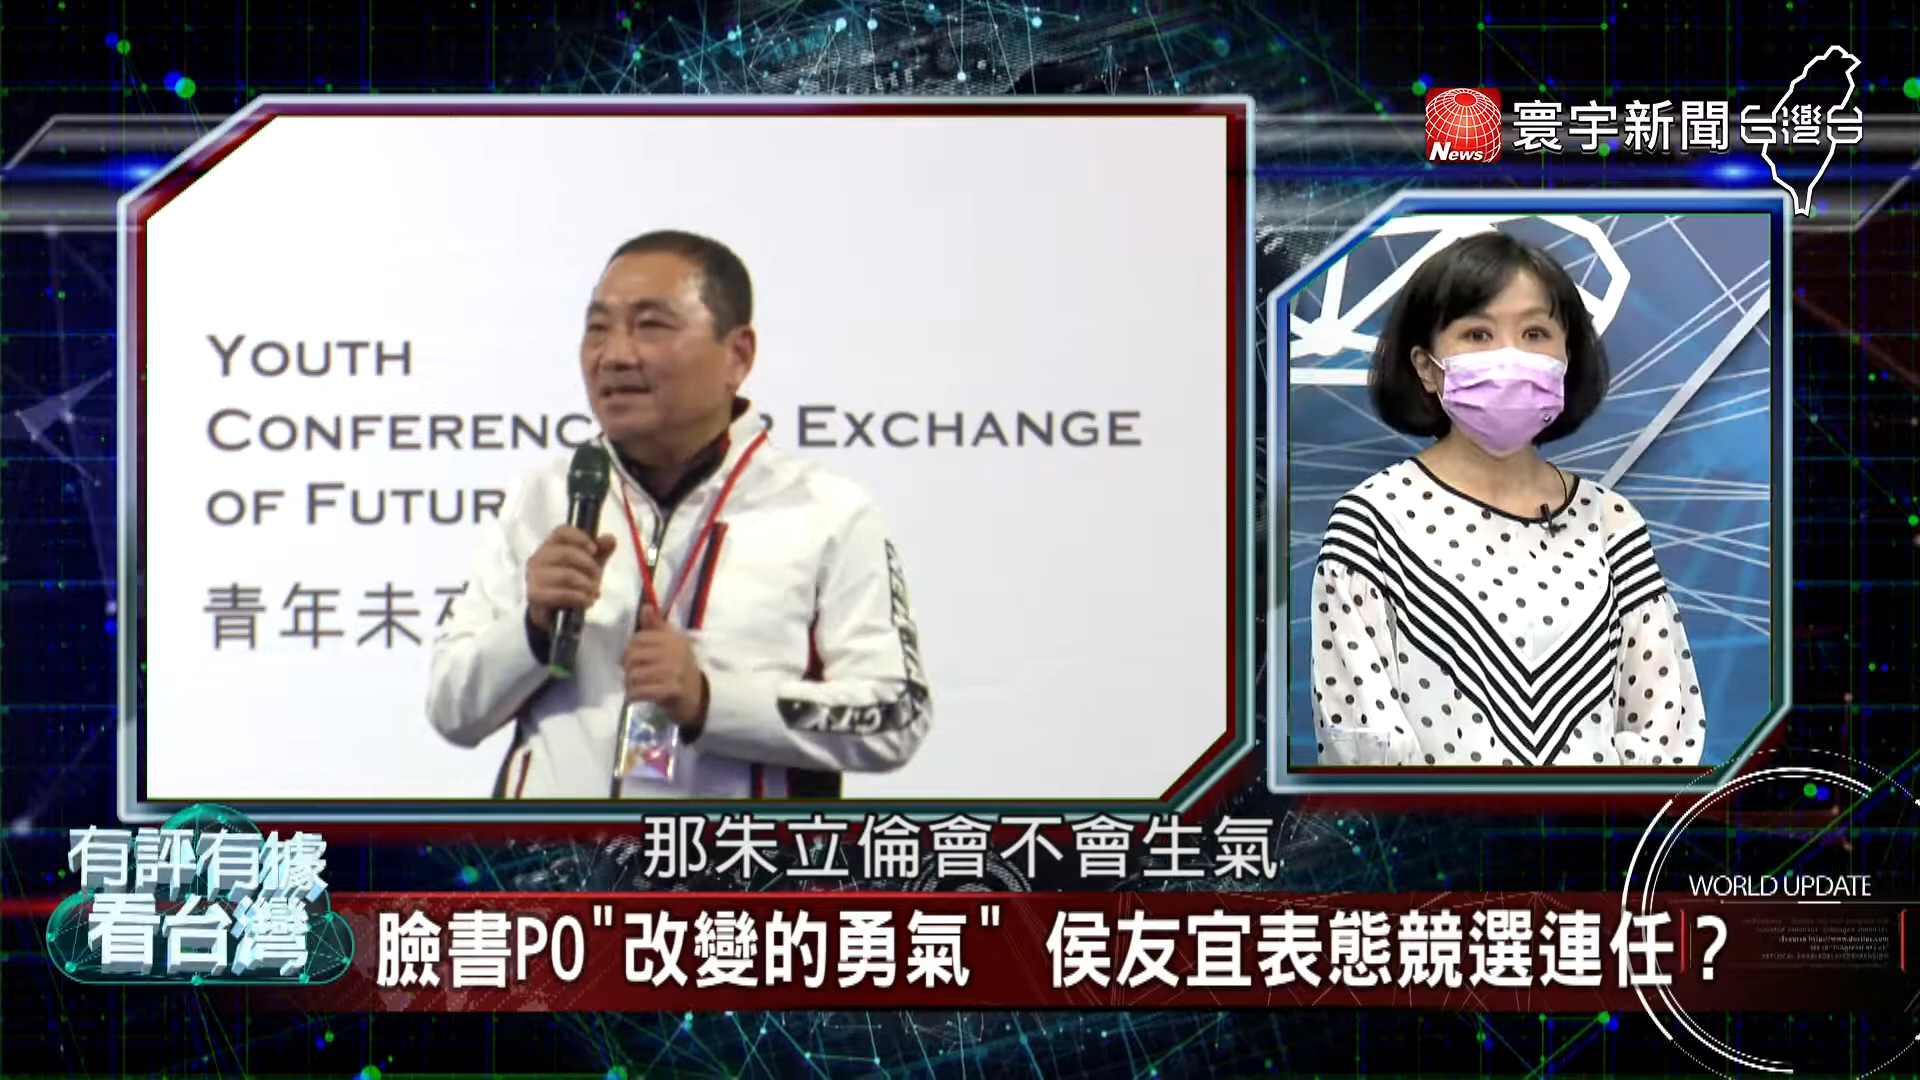 News 寰宇新聞 台灣台
YOUTH
CONFERENC EXCHANGE
OF FUTUR
青年未
那朱立倫會不會生氣
有評有據
看台灣
WORLD UPDATE
臉書PO"改變的勇氣" 侯友宜表態競選連任？